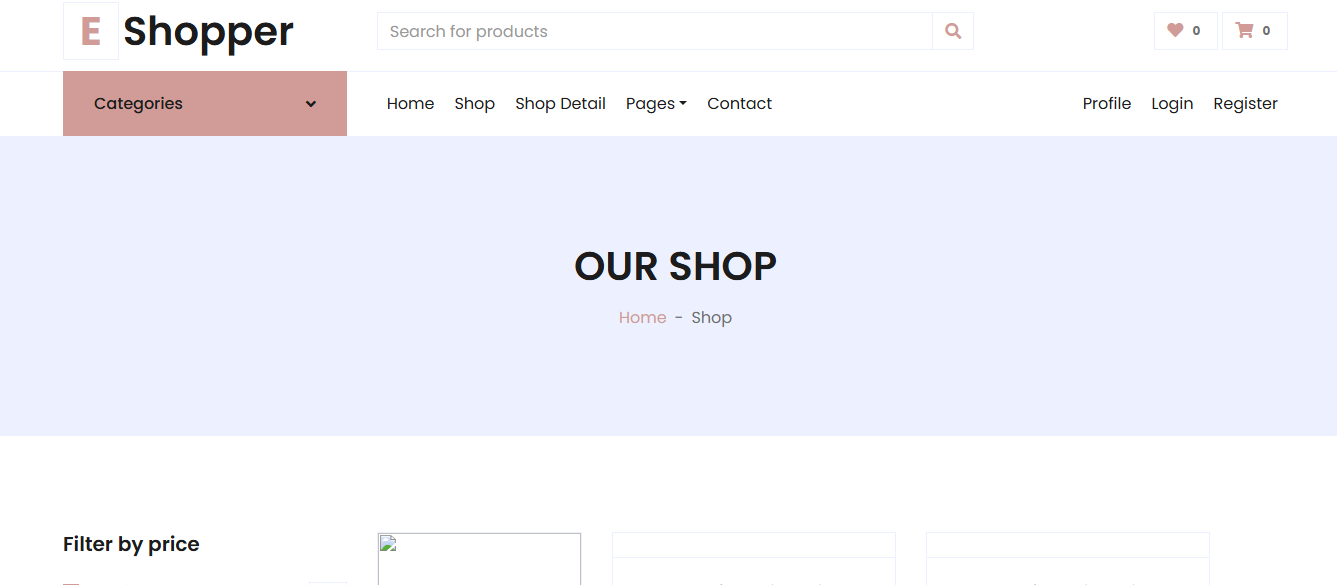 E Shopper
Search for products
0
0
Categories
Home Shop Shop Detail Pages Contact
Profile Login Register
OUR SHOP
Home - Shop
Filter by price